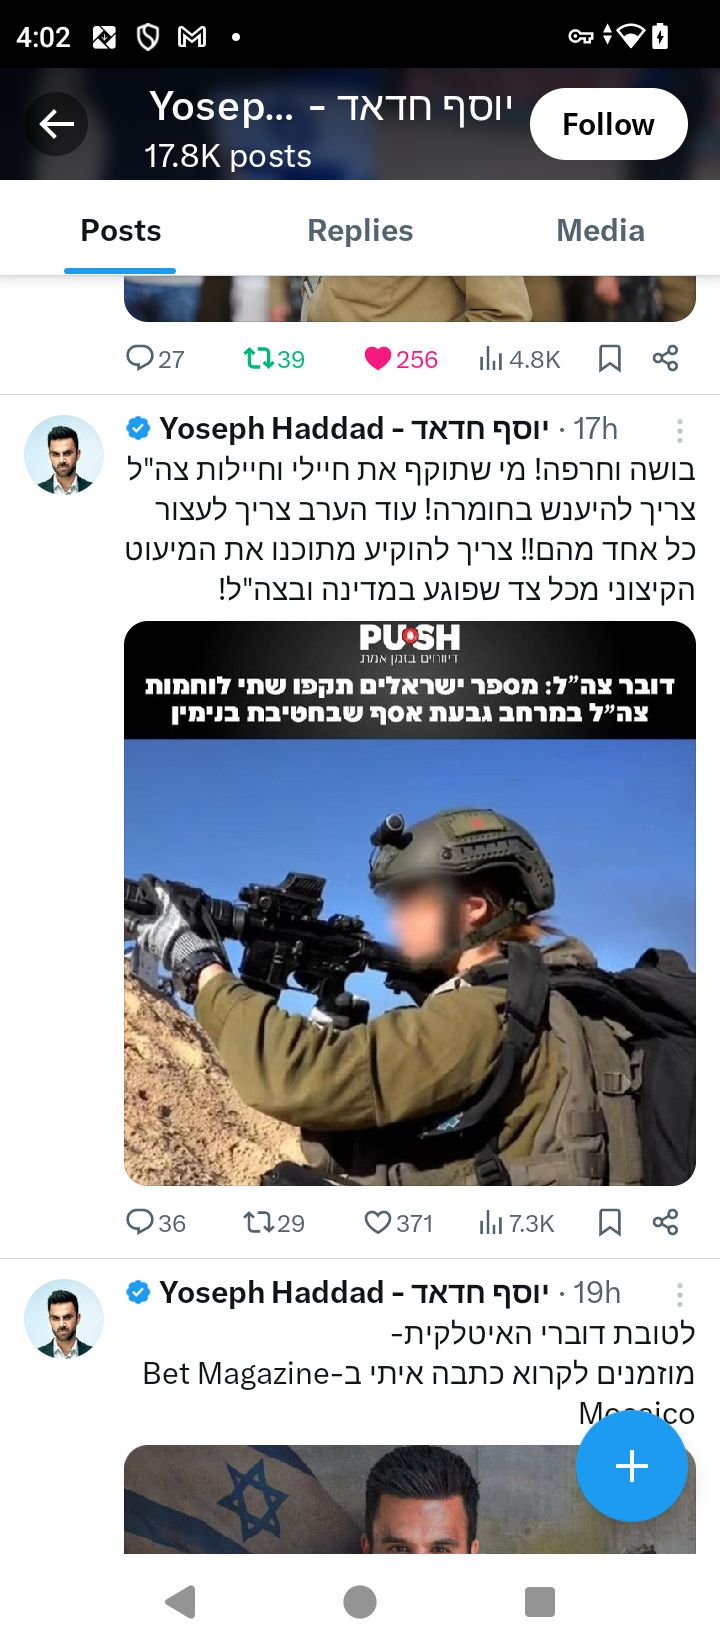 4:02
Yosep... - יוסף חדאד
17.8K posts
Follow
Posts
Replies
Media
27
39
256
4.8K
Yoseph Haddad - יוסף חדאד · 17h
בושה וחרפה! מי שתוקף את חיילי וחיילות צה"ל
צריך להיענש בחומרה! עוד הערב צריך לעצור
כל אחד מהם!! צריך להוקיע מתוכנו את המיעוט
הקיצוני מכל צד שפוגע במדינה ובצה"ל!
PUSH
דיווחים בזמן אמת
דובר צה"ל: מספר ישראלים תקפו שתי לוחמות
צה"ל במרחב גבעת אסף שבחטיבת בנימין
36
29
371
7.3K
Yoseph Haddad - יוסף חדאד · 19h
לטובת דוברי האיטלקית-
מוזמנים לקרוא כתבה איתי ב-Bet Magazine
Mosaico